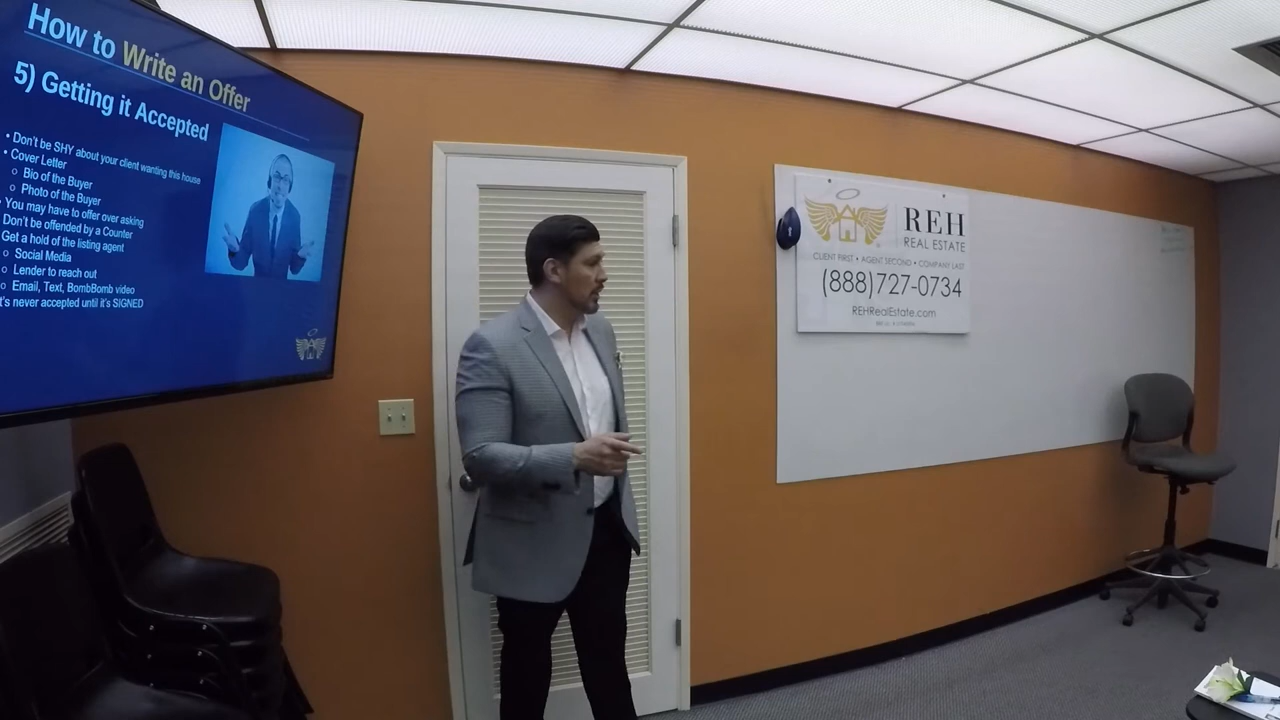 How to Write an Offer
5) Getting it Accepted
• Don't be SHY about your client wanting this house
• Cover Letter
o Bio of the Buyer
o Photo of the Buyer
You may have to offer over asking
Don't be offended by a Counter
Get a hold of the listing agent
o Social Media
o Lender to reach out
o Email, Text, BombBomb video
It's never accepted until it's SIGNED
REH
REAL ESTATE
CLIENT FIRST • AGENT SECOND • COMPANY LAST
(888)727-0734
REHRealEstate.com